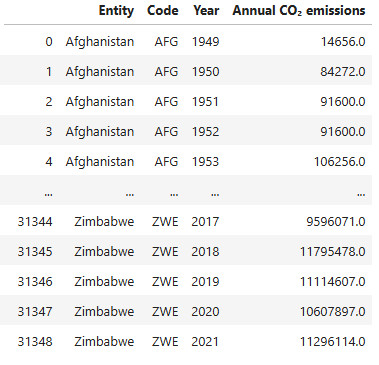 Entity Code Year Annual CO₂ emissions
0 Afghanistan AFG 1949 14656.0
1 Afghanistan AFG 1950 84272.0
2 Afghanistan AFG 1951 91600.0
3 Afghanistan AFG 1952 91600.0
4 Afghanistan AFG 1953 106256.0
... ... ... ... ...
31344 Zimbabwe ZWE 2017 9596071.0
31345 Zimbabwe ZWE 2018 11795478.0
31346 Zimbabwe ZWE 2019 11114607.0
31347 Zimbabwe ZWE 2020 10607897.0
31348 Zimbabwe ZWE 2021 11296114.0